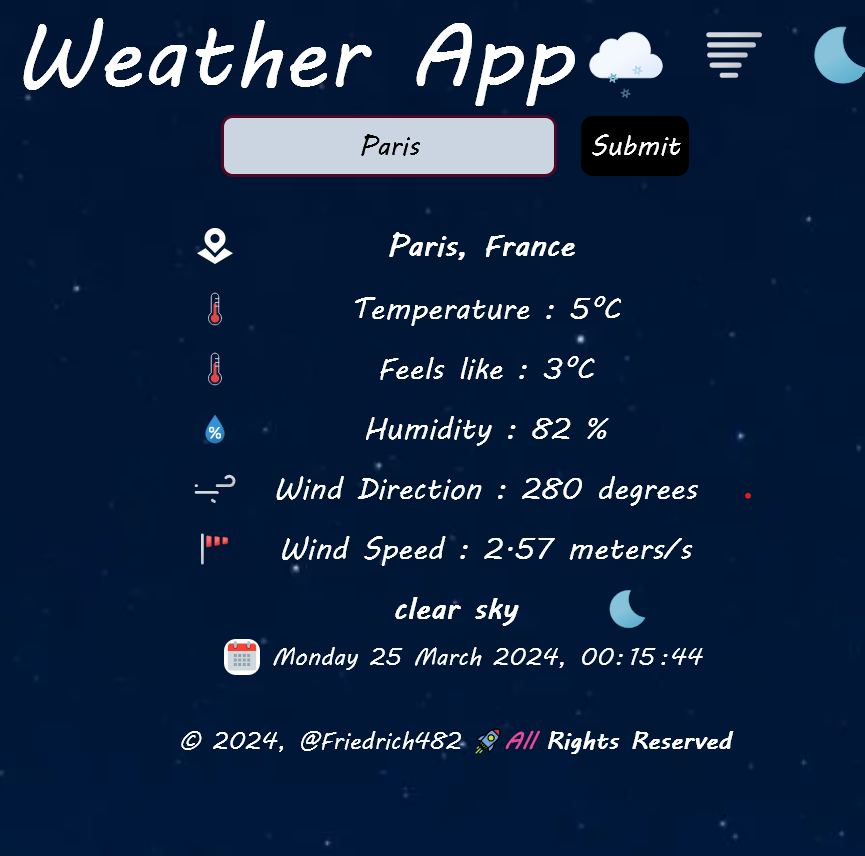 Weather App
Paris
Submit
Paris, France
Temperature : 5°C
Feels like : 3°C
Humidity : 82 %
Wind Direction : 280 degrees
Wind Speed : 2.57 meters/s
clear sky
Monday 25 March 2024, 00:15:44
© 2024, @Friedrich482 🚀 All Rights Reserved